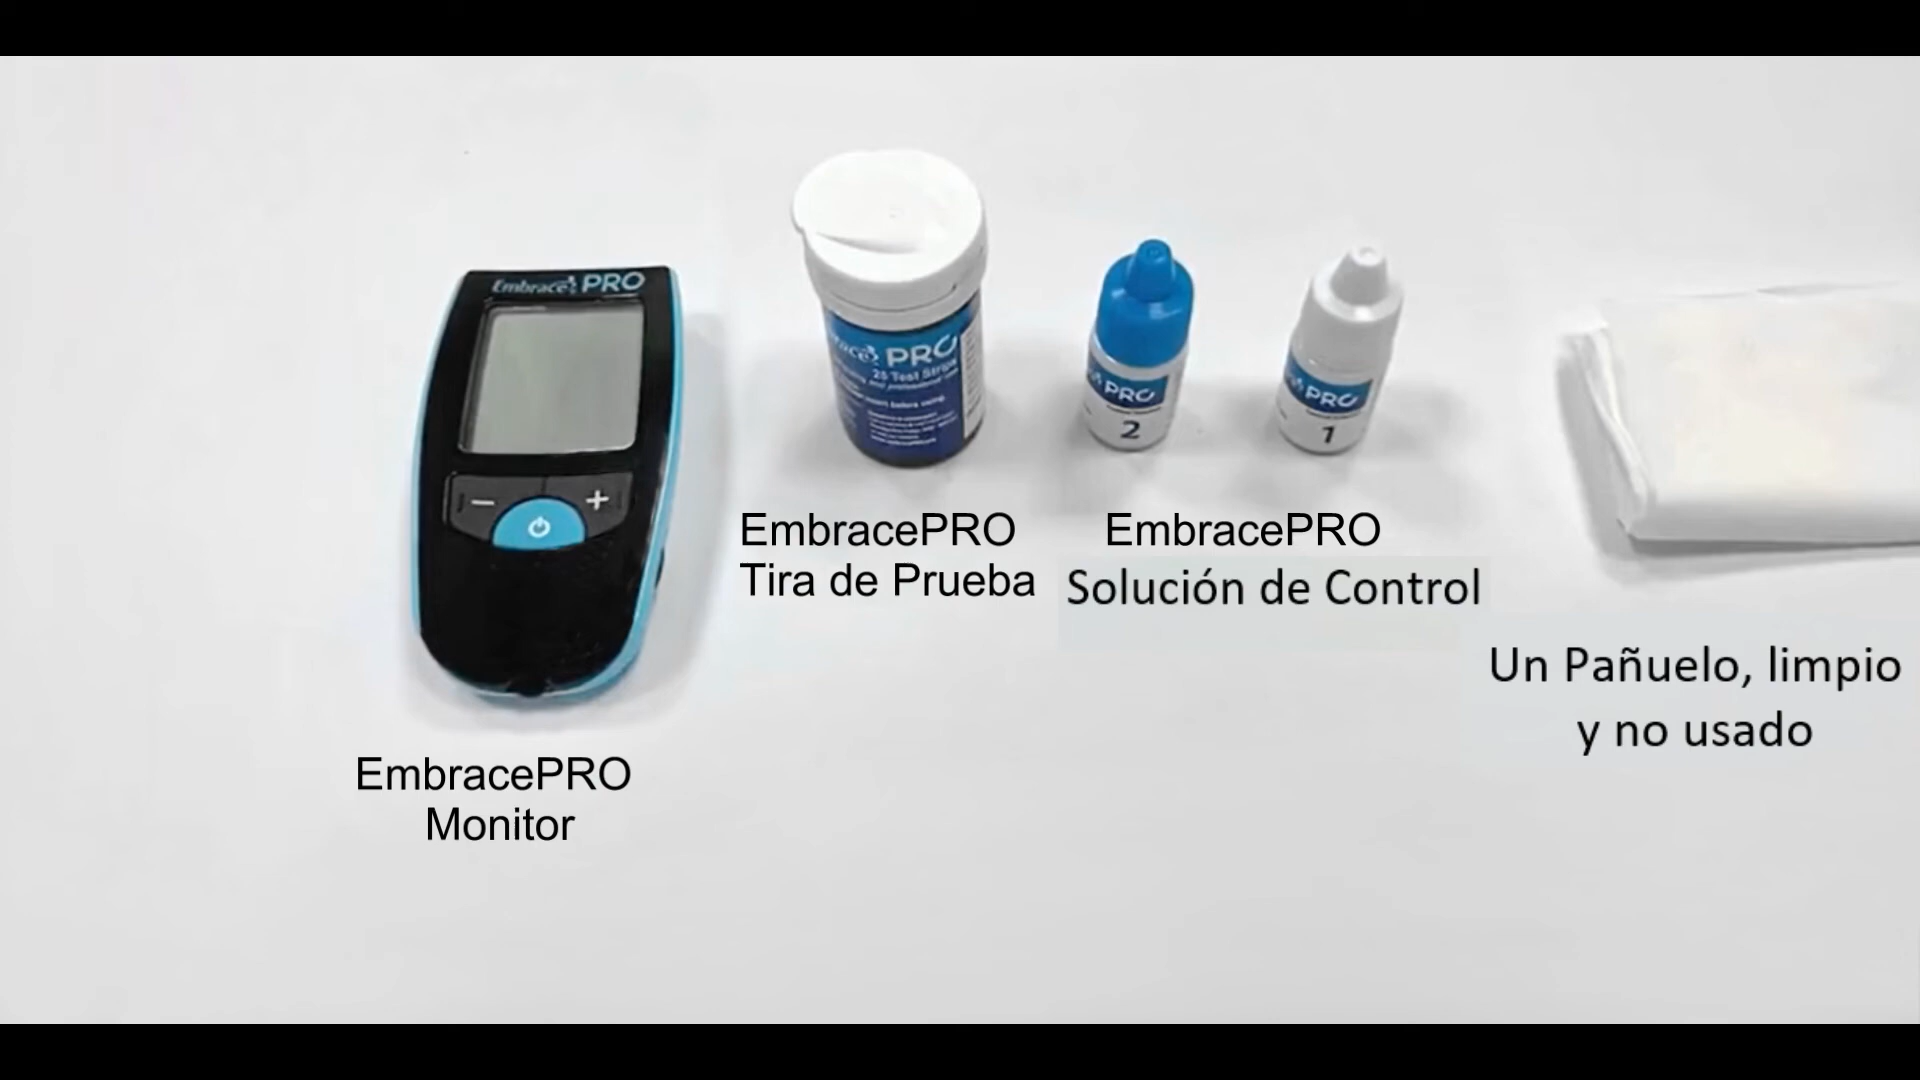 Embrace PRO
PRO
25 Test Strips
PRO
2
PRO
1
EmbracePRO
Tira de Prueba
EmbracePRO
Solución de Control
Un Pañuelo, limpio
y no usado
EmbracePRO
Monitor